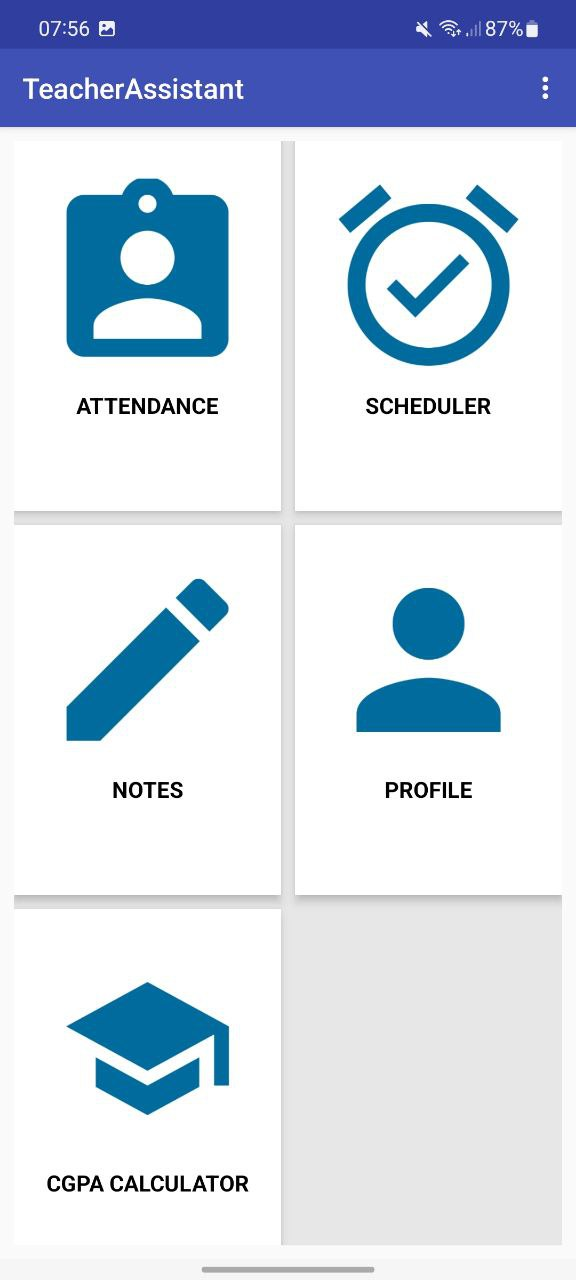 07:56 87%
TeacherAssistant
ATTENDANCE SCHEDULER
NOTES PROFILE
CGPA CALCULATOR